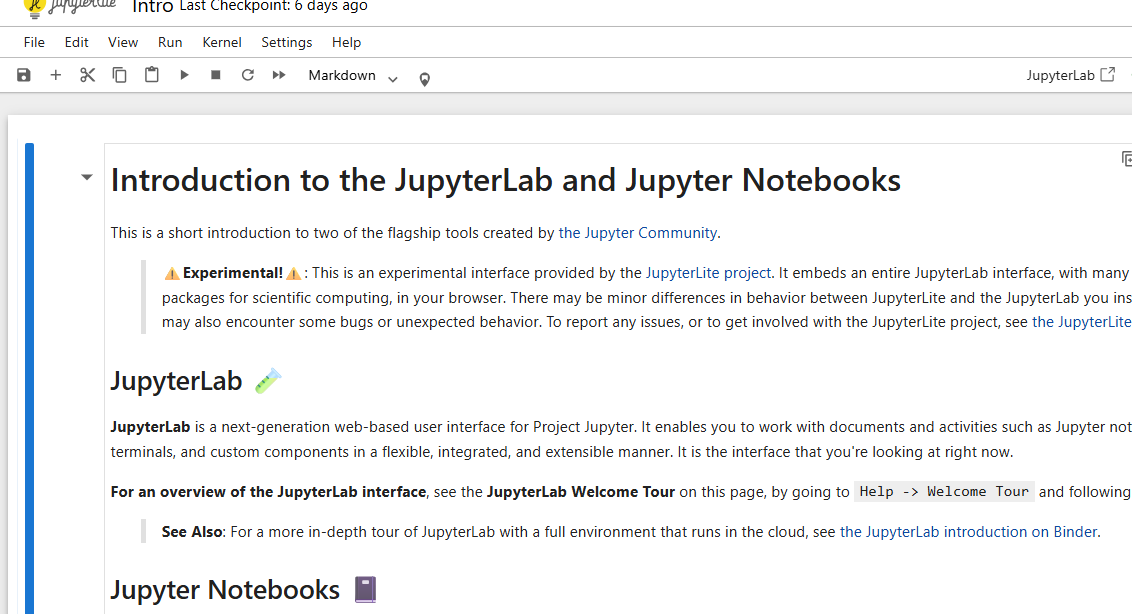 Intro Last Checkpoint: 6 days ago
File Edit View Run Kernel Settings Help
Markdown JupyterLab
Introduction to the JupyterLab and Jupyter Notebooks
This is a short introduction to two of the flagship tools created by the Jupyter Community.
⚠️Experimental!⚠️: This is an experimental interface provided by the JupyterLite project. It embeds an entire JupyterLab interface, with many
packages for scientific computing, in your browser. There may be minor differences in behavior between JupyterLite and the JupyterLab you ins
may also encounter some bugs or unexpected behavior. To report any issues, or to get involved with the JupyterLite project, see the JupyterLite
JupyterLab 🧪
JupyterLab is a next-generation web-based user interface for Project Jupyter. It enables you to work with documents and activities such as Jupyter not
terminals, and custom components in a flexible, integrated, and extensible manner. It is the interface that you're looking at right now.
For an overview of the JupyterLab interface, see the JupyterLab Welcome Tour on this page, by going to Help -> Welcome Tour and following
See Also: For a more in-depth tour of JupyterLab with a full environment that runs in the cloud, see the JupyterLab introduction on Binder.
Jupyter Notebooks 📓